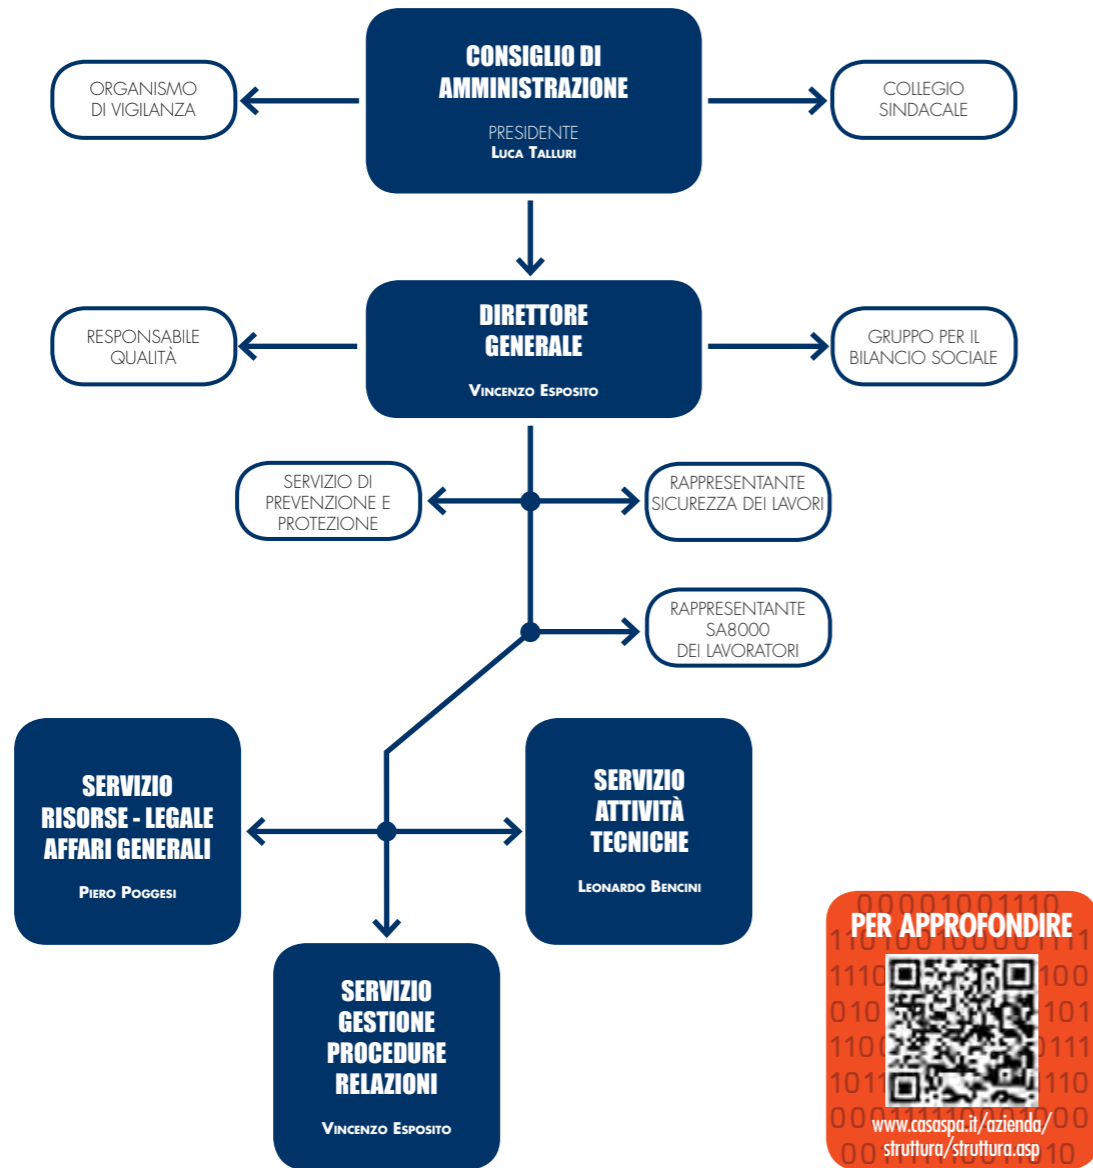 CONSIGLIO DI
AMMINISTRAZIONE
PRESIDENTE
LUCA TALLURI
ORGANISMO
DI VIGILANZA
COLLEGIO
SINDACALE
DIRETTORE
GENERALE
VINCENZO ESPOSITO
RESPONSABILE
QUALITÀ
GRUPPO PER IL
BILANCIO SOCIALE
SERVIZIO DI
PREVENZIONE E
PROTEZIONE
RAPPRESENTANTE
SICUREZZA DEI LAVORI
RAPPRESENTANTE
SA8000
DEI LAVORATORI
SERVIZIO
RISORSE - LEGALE
AFFARI GENERALI
PIERO POGGESI
SERVIZIO
ATTIVITÀ
TECNICHE
LEONARDO BENCINI
SERVIZIO
GESTIONE
PROCEDURE
RELAZIONI
VINCENZO ESPOSITO
PER APPROFONDIRE
www.casaspa.it/azienda/
struttura/struttura.asp